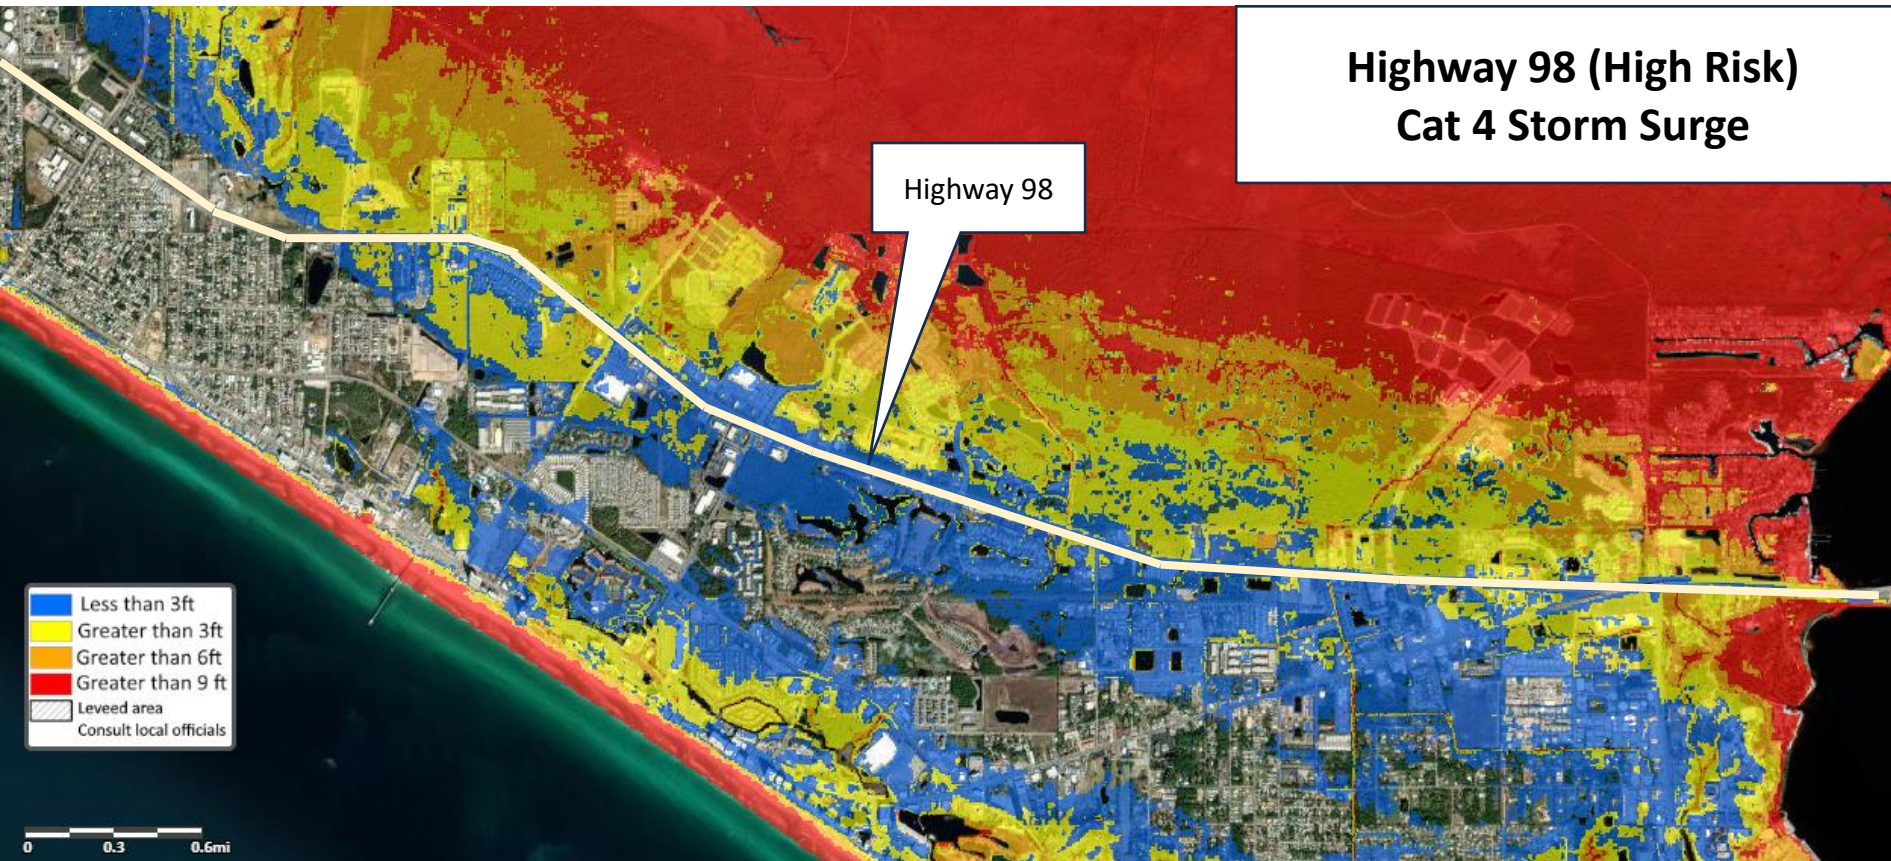 Highway 98 (High Risk)
Cat 4 Storm Surge
Highway 98
Less than 3ft
Greater than 3ft
Greater than 6ft
Greater than 9 ft
Leveed area
Consult local officials
0 0.3 0.6mi